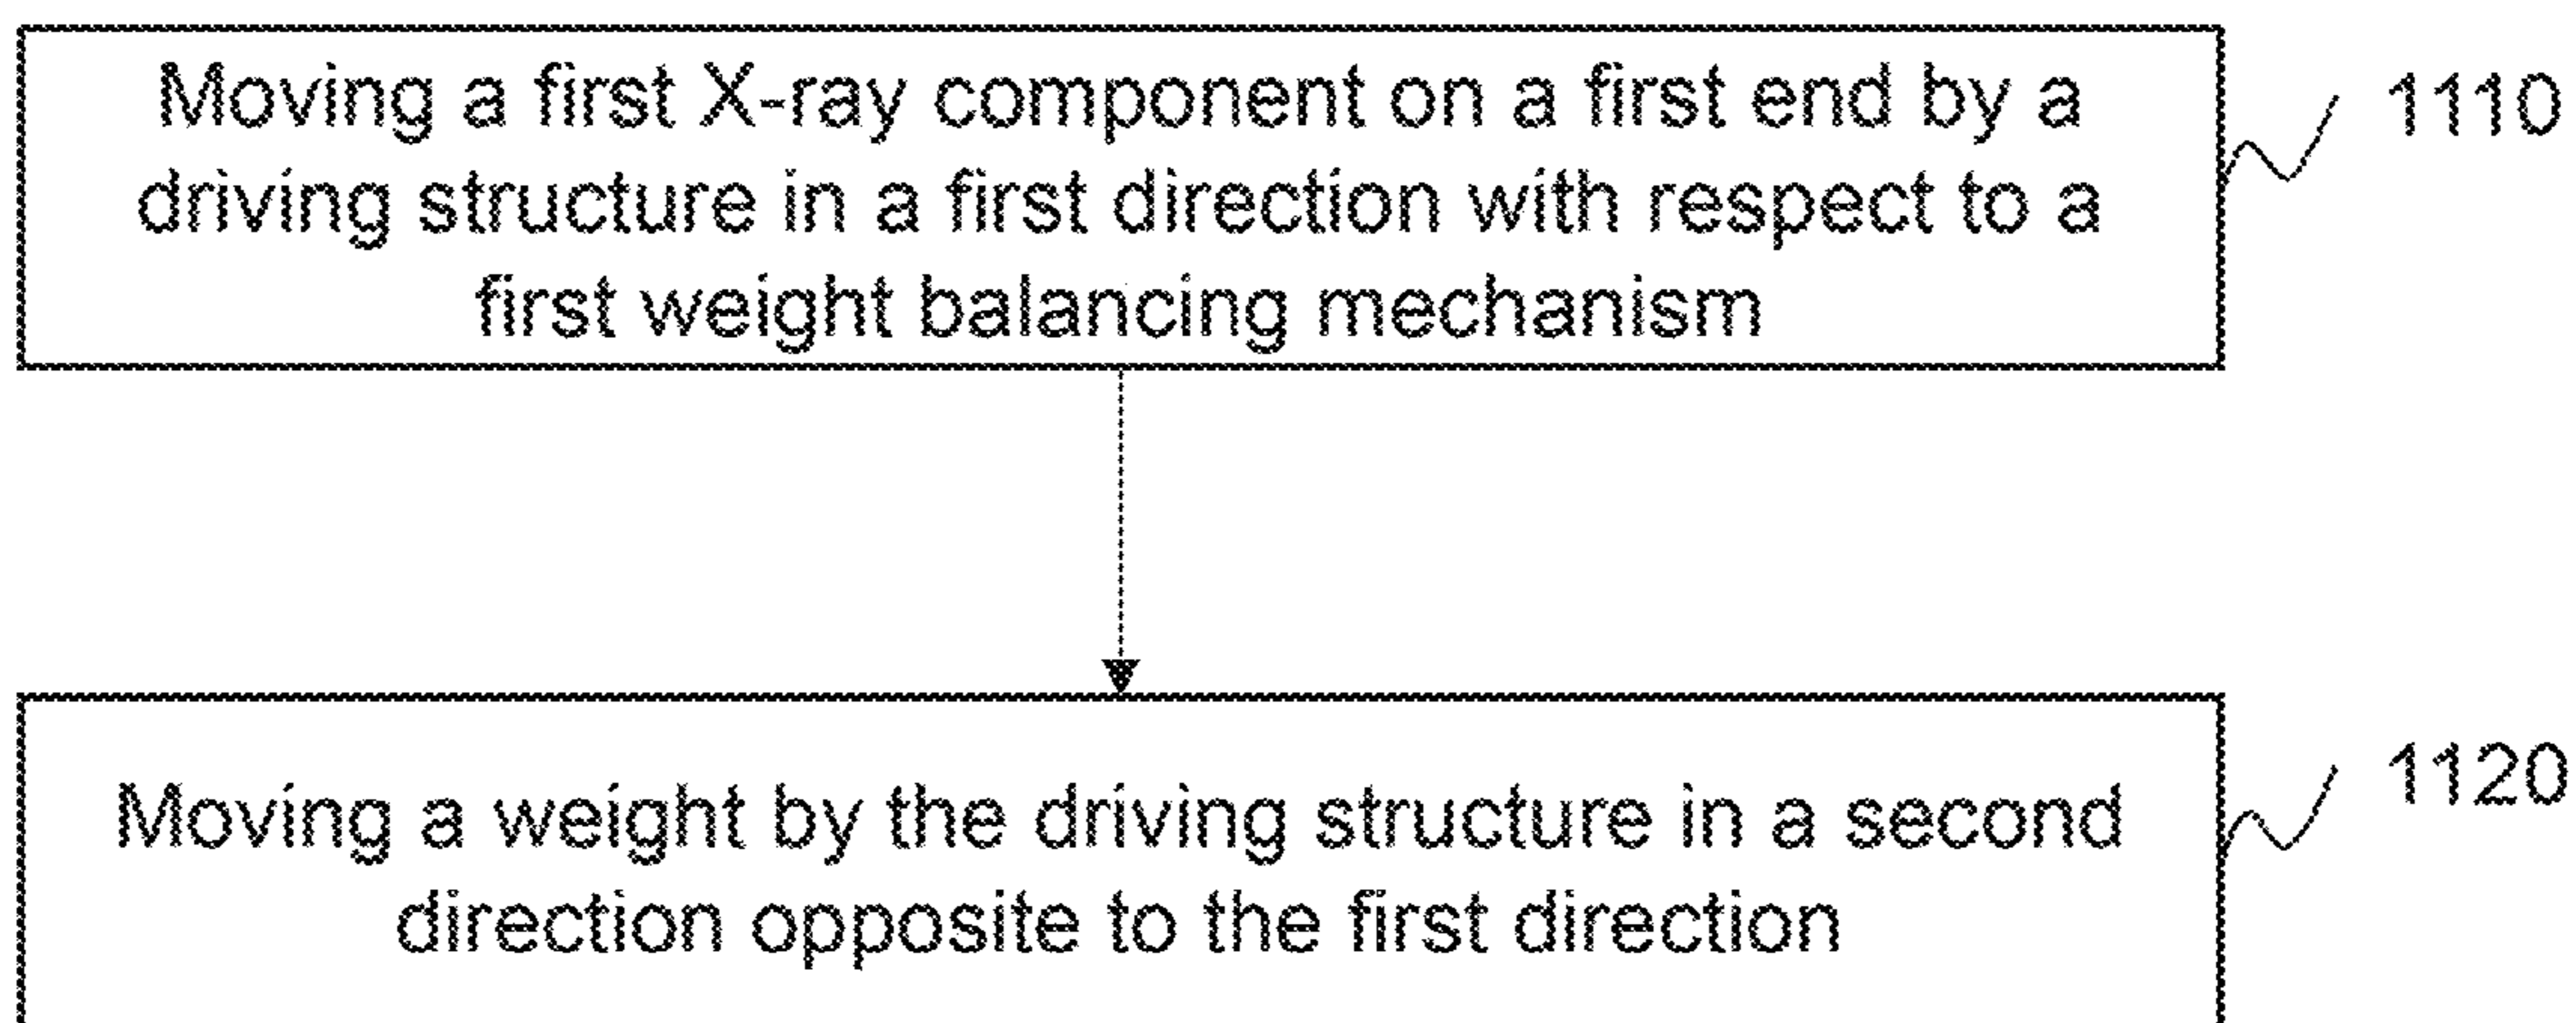 Moving a first X-ray component on a first end by a
driving structure in a first direction with respect to a
first weight balancing mechanism
1110
Moving a weight by the driving structure in a second
direction opposite to the first direction
1120